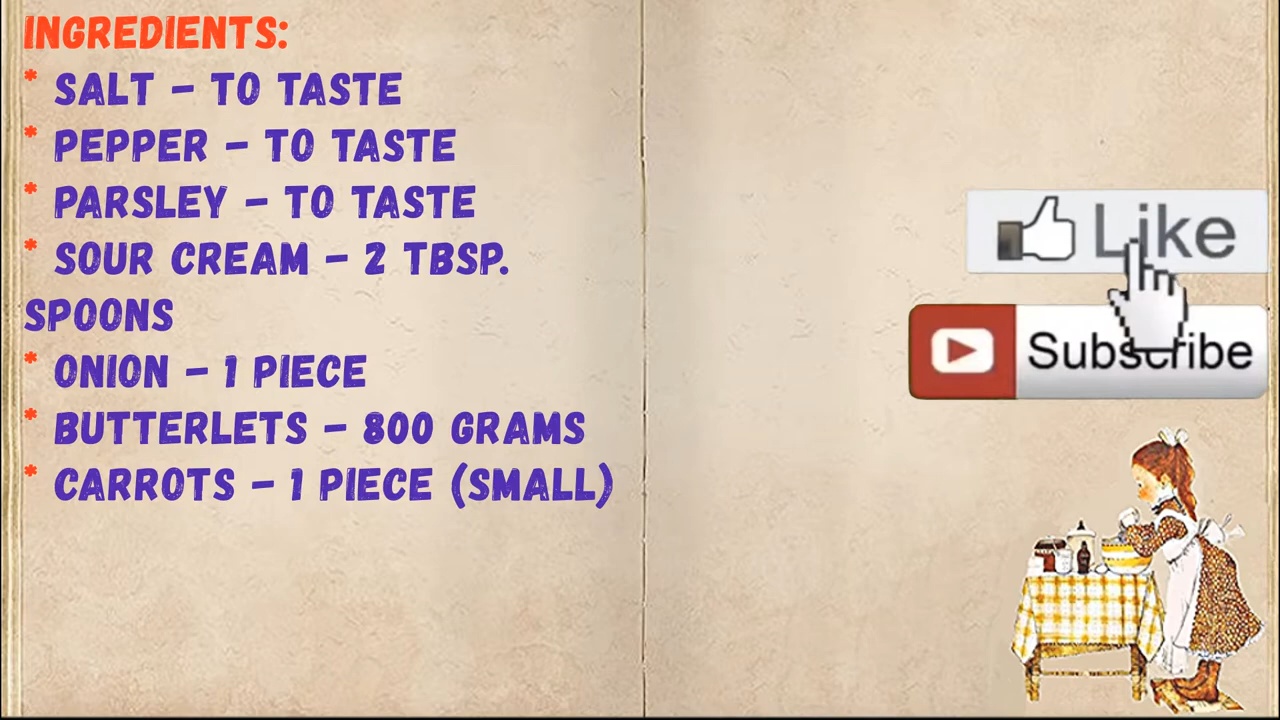 INGREDIENTS:
* SALT – TO TASTE
* PEPPER – TO TASTE
* PARSLEY – TO TASTE
* SOUR CREAM – 2 TBSP.
SPOONS
* ONION – 1 PIECE
* BUTTERLETS – 800 GRAMS
* CARROTS – 1 PIECE (SMALL)
Like
Subscribe